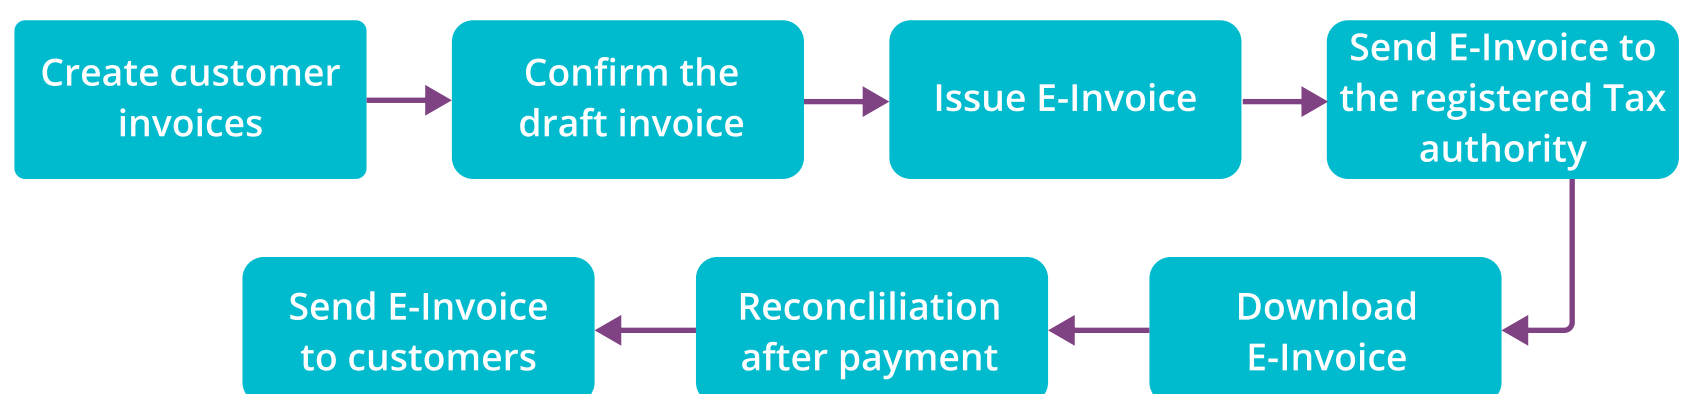 Create customer
invoices
Confirm the
draft invoice
Issue E-Invoice
Send E-Invoice to
the registered Tax
authority
Download
E-Invoice
Reconcliliation
after payment
Send E-Invoice
to customers